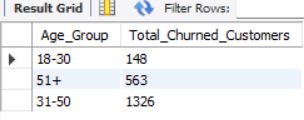 Result Grid Filter Rows:
Age_Group Total_Churned_Customers
18-30 148
51+ 563
31-50 1326